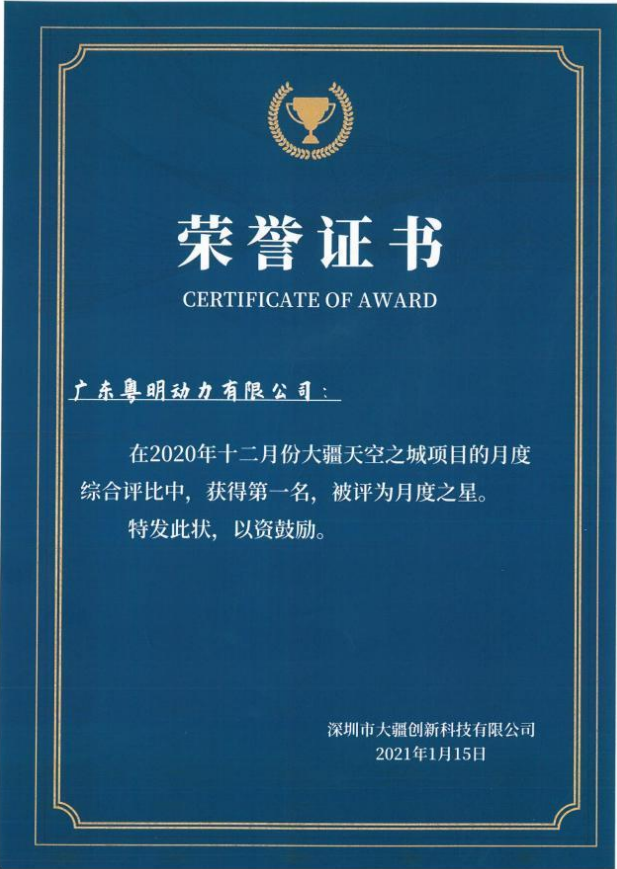 荣誉证书
CERTIFICATE OF AWARD
广东粤明动力有限公司：
在2020年十二月份大疆天空之城项目的月度
综合评比中，获得第一名，被评为月度之星。
特发此状，以资鼓励。
深圳市大疆创新科技有限公司
2021年1月15日